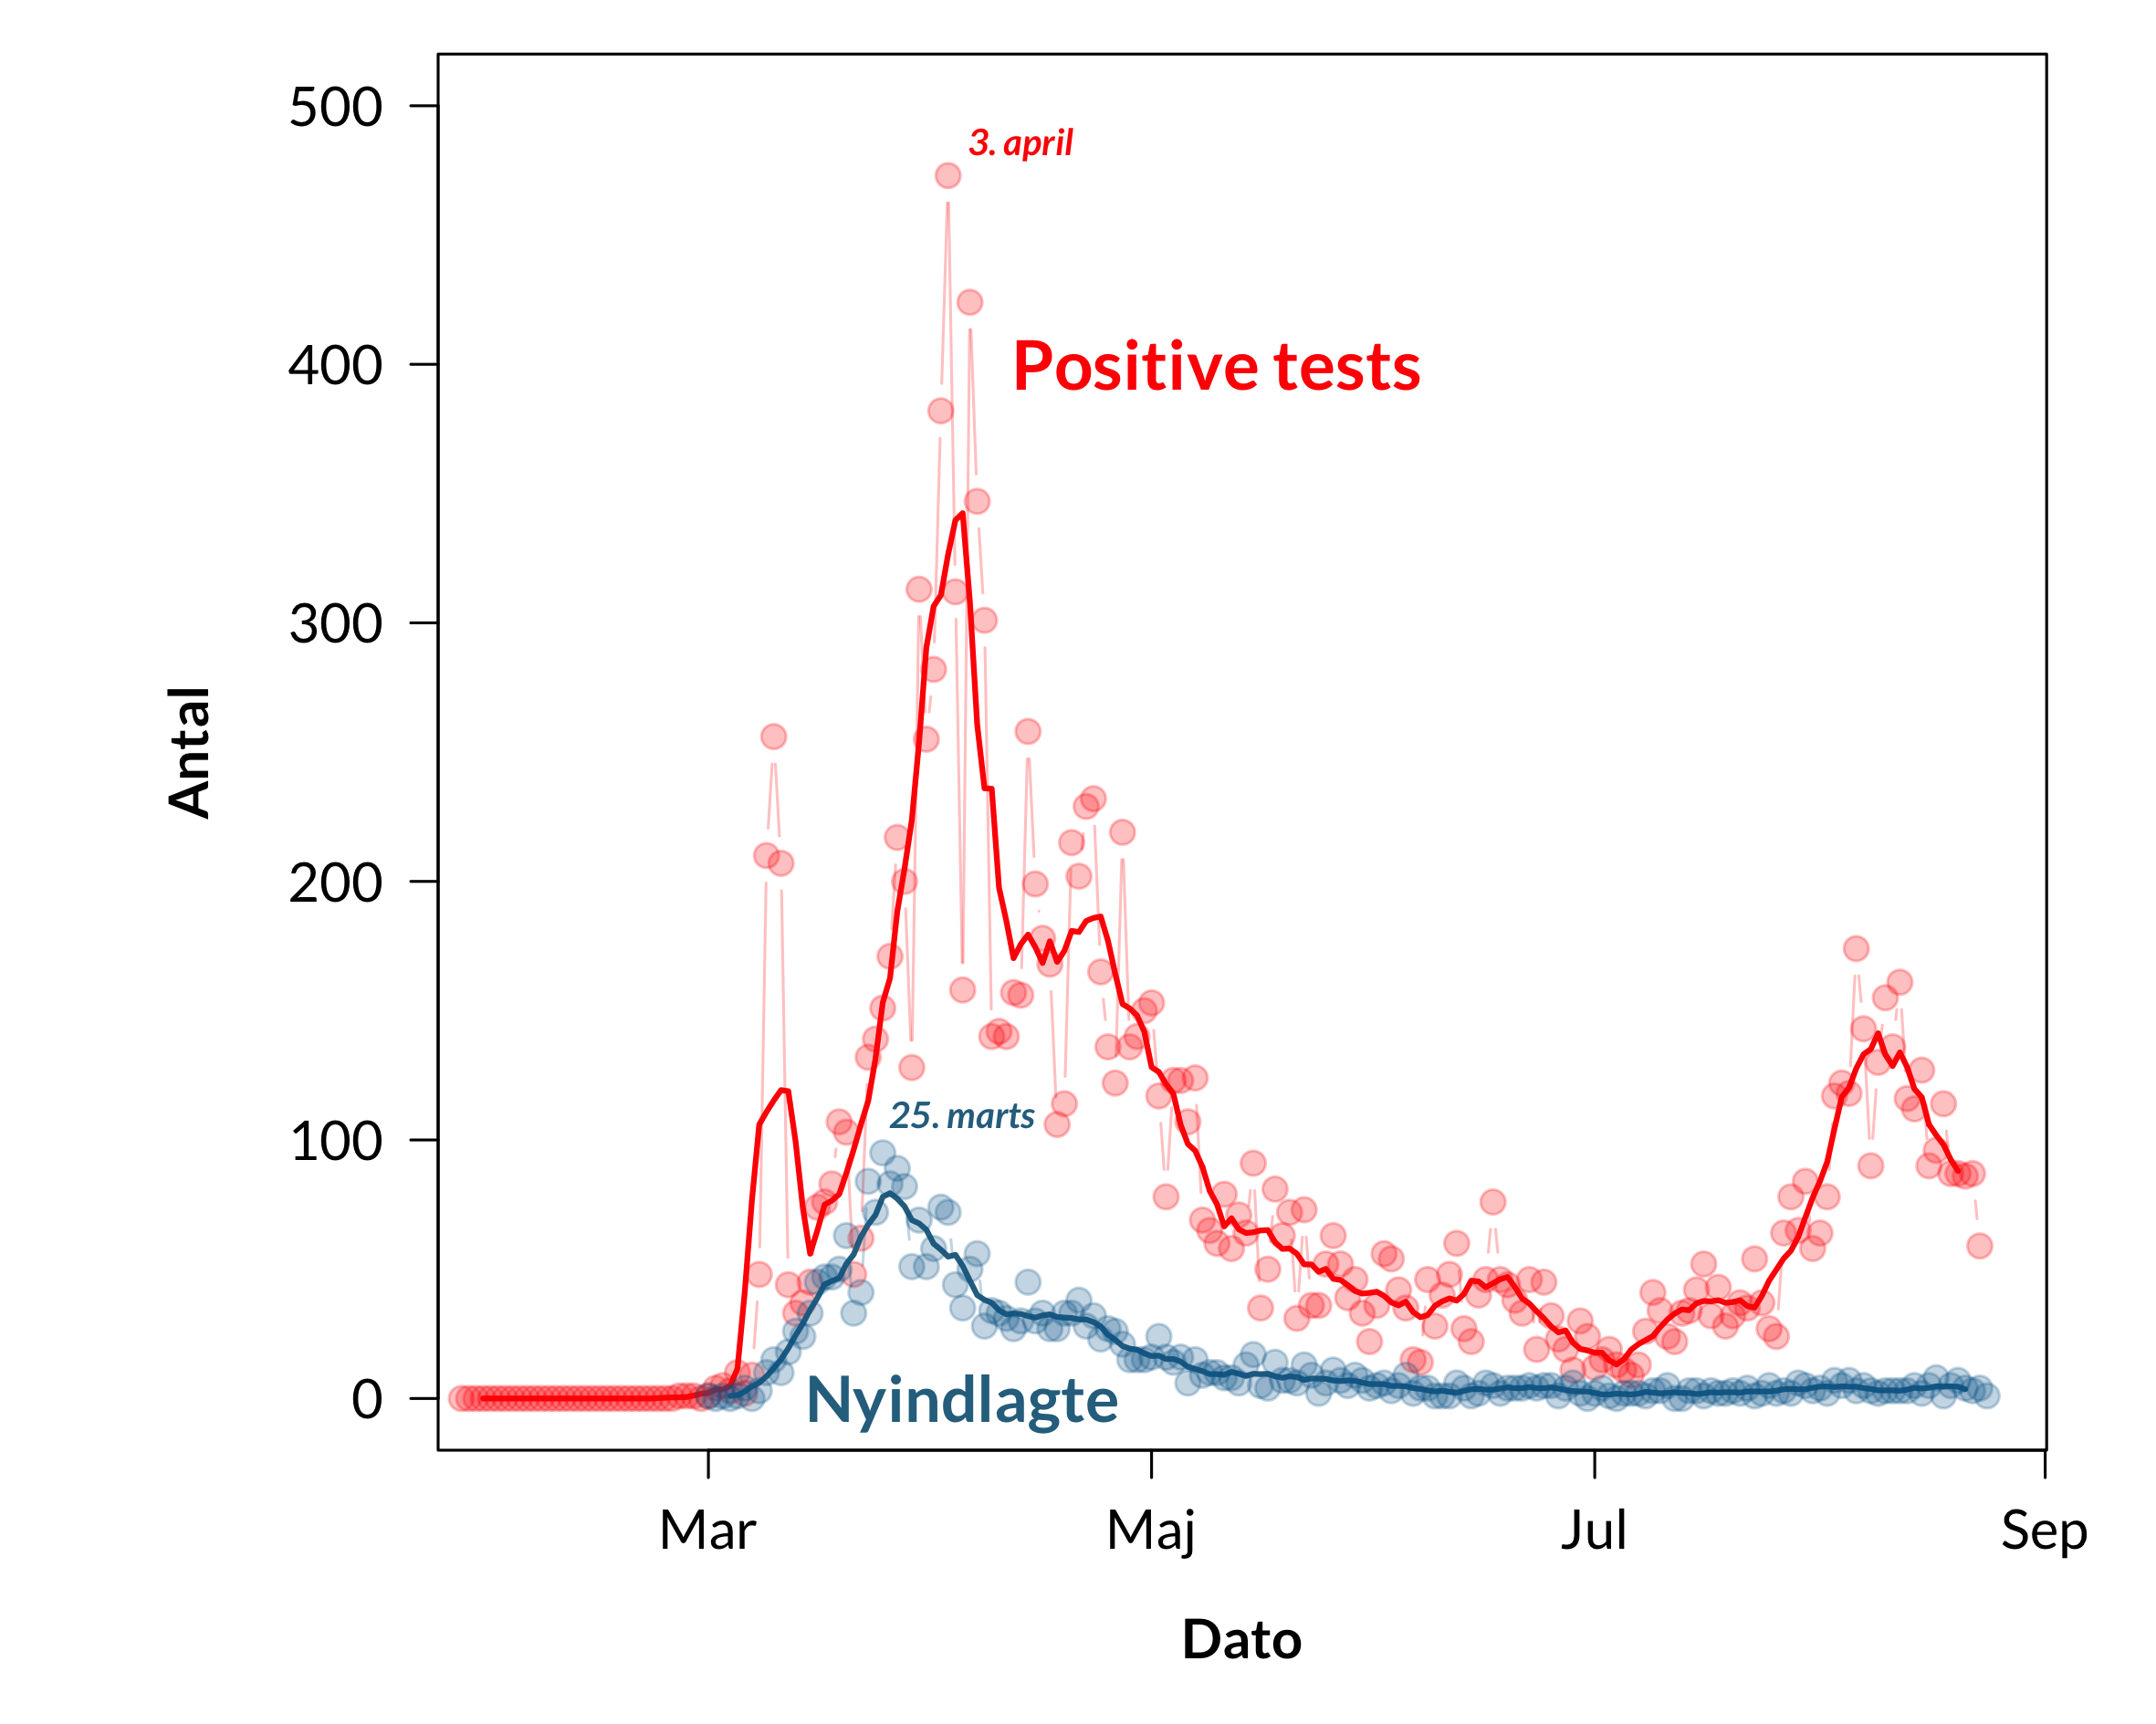 500
3. april
400
Positive tests
300
Antal
200
25. marts
100
0
Nyindlagte
Mar
Maj
Jul
Sep
Dato